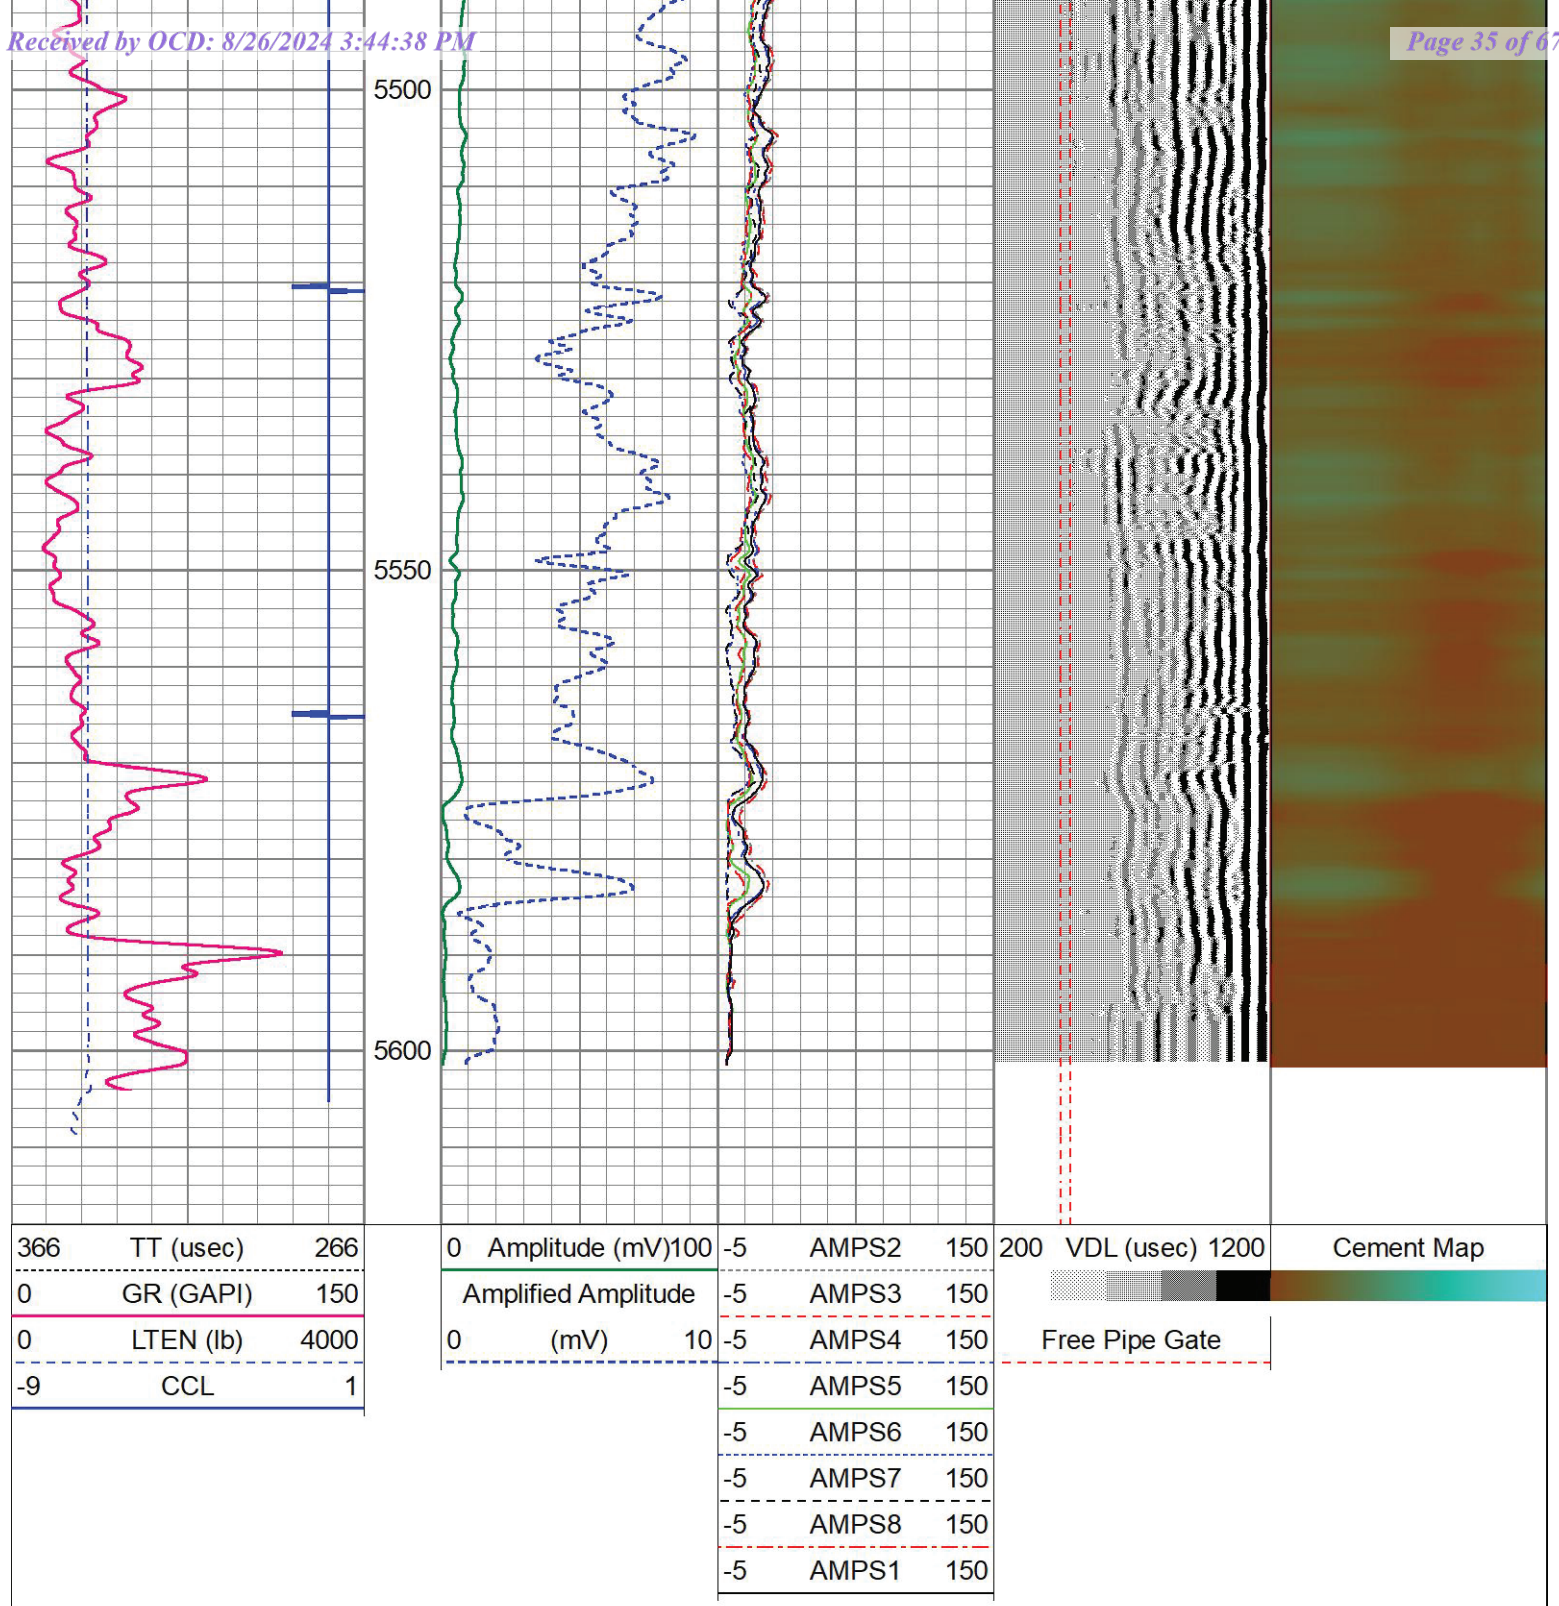 Received by OCD: 8/26/2024 3:44:38 PM
Page 35 of 67
5500
5550
5600
366 TT (usec) 266
0 GR (GAPI) 150
0 LTEN (lb) 4000
-9 CCL 1
0 Amplitude (mV) 100
Amplified Amplitude
0 (mV) 10
-5 AMPS2 150
-5 AMPS3 150
-5 AMPS4 150
-5 AMPS5 150
-5 AMPS6 150
-5 AMPS7 150
-5 AMPS8 150
-5 AMPS1 150
200 VDL (usec) 1200
Free Pipe Gate
Cement Map